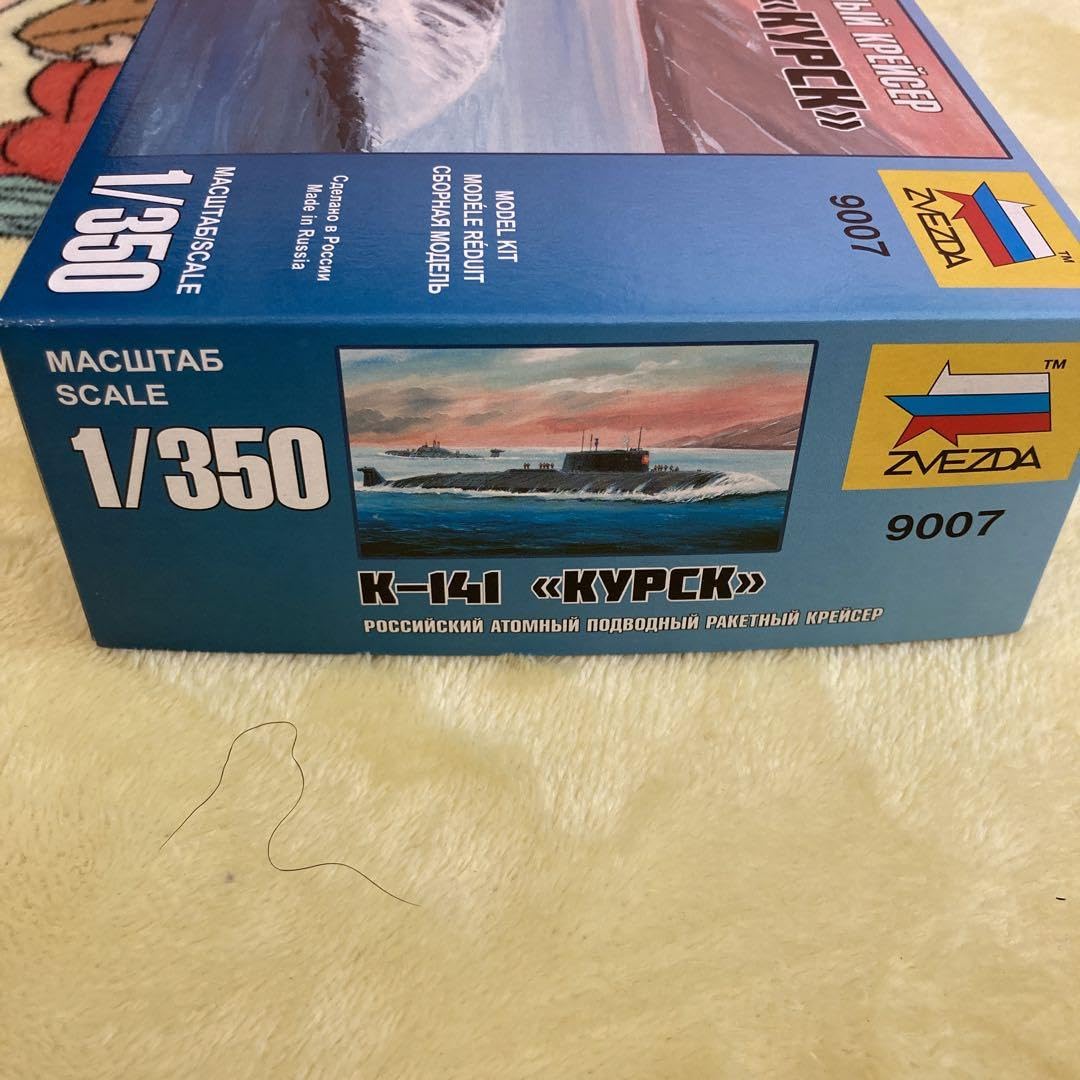 ЫЙ КРЕЙСЕР
«КУРСК»
МАСШТАБ/SCALE
1/350
Сделано в России
Made in Russia
MODEL KIT
MODÈLE RÉDUIT
СБОРНАЯ МОДЕЛЬ
9007
ZVEZDA
TM
МАСШТАБ
SCALE
1/350
TM
ZVEZDA
9007
К-141 «КУРСК»
РОССИЙСКИЙ АТОМНЫЙ ПОДВОДНЫЙ РАКЕТНЫЙ КРЕЙСЕР